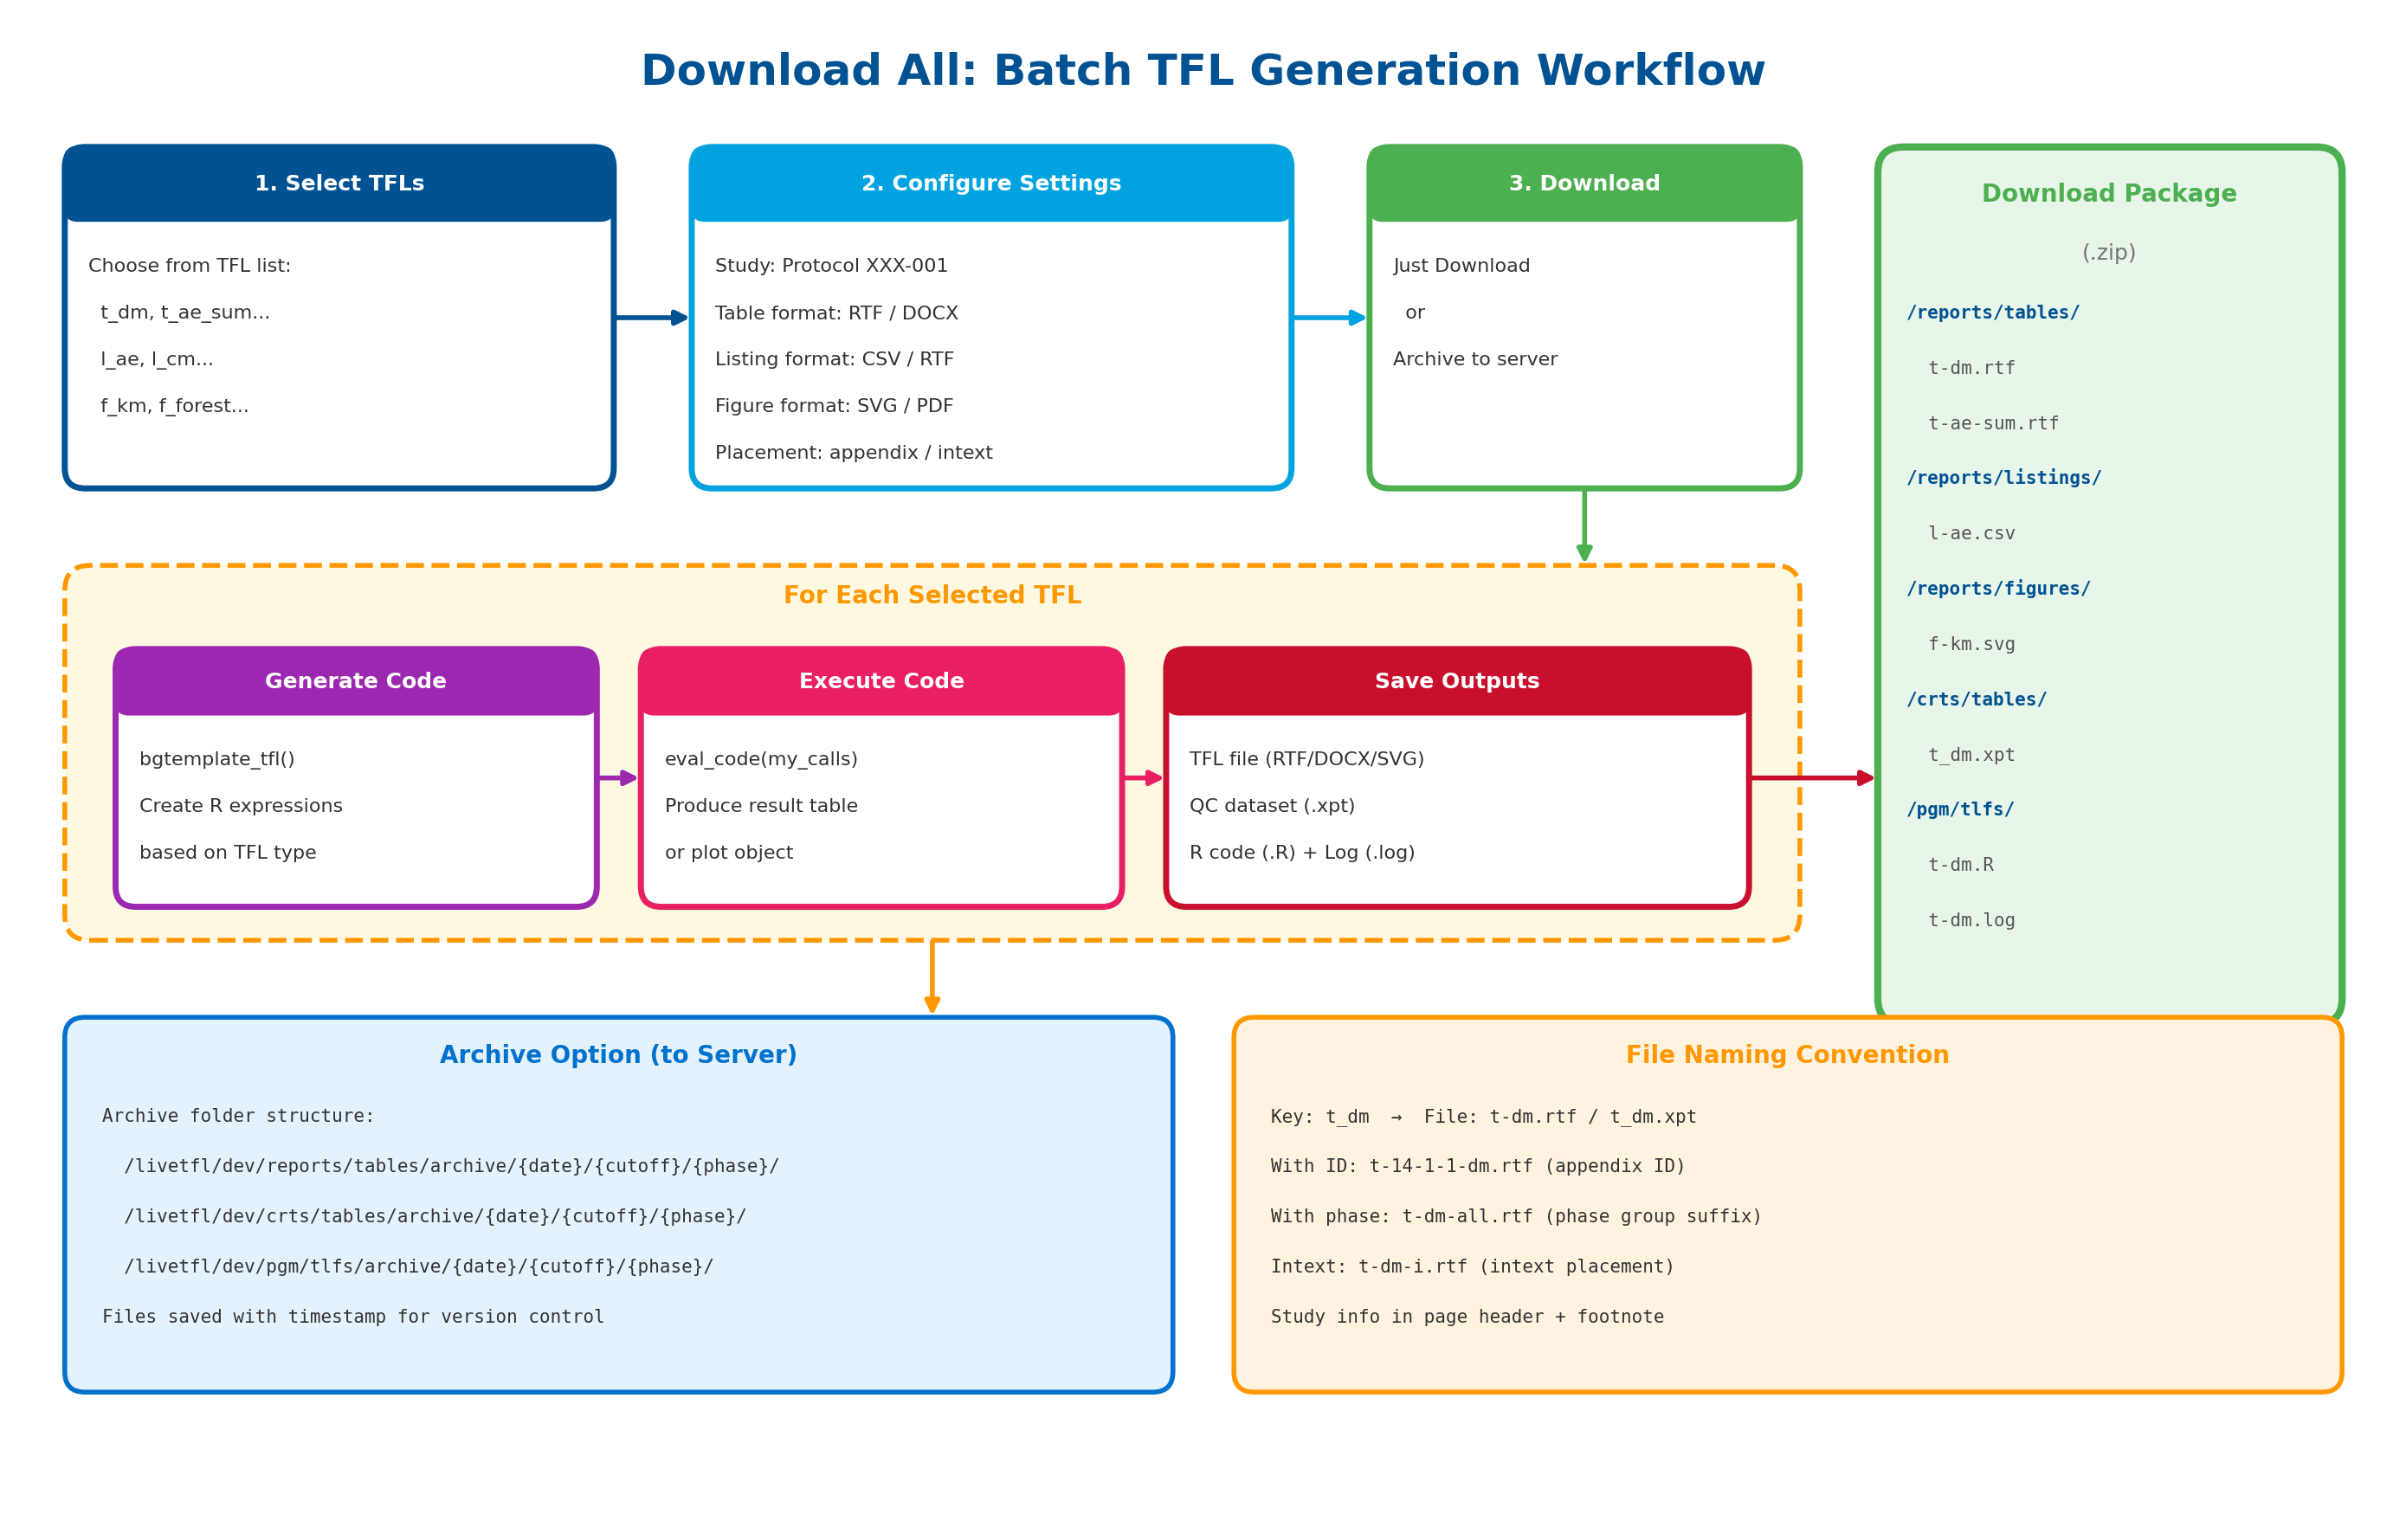 Download All: Batch TFL Generation Workflow
1. Select TFLs
Choose from TFL list:
t_dm, t_ae_sum...
l_ae, l_cm...
f_km, f_forest...
2. Configure Settings
Study: Protocol XXX-001
Table format: RTF / DOCX
Listing format: CSV / RTF
Figure format: SVG / PDF
Placement: appendix / intext
3. Download
Just Download
or
Archive to server
Download Package
(.zip)
/reports/tables/
t-dm.rtf
t-ae-sum.rtf
/reports/listings/
l-ae.csv
/reports/figures/
f-km.svg
/crts/tables/
t_dm.xpt
/pgm/tlfs/
t-dm.R
t-dm.log
For Each Selected TFL
Generate Code
bgtemplate_tfl()
Create R expressions
based on TFL type
Execute Code
eval_code(my_calls)
Produce result table
or plot object
Save Outputs
TFL file (RTF/DOCX/SVG)
QC dataset (.xpt)
R code (.R) + Log (.log)
Archive Option (to Server)
Archive folder structure:
/livetfl/dev/reports/tables/archive/{date}/{cutoff}/{phase}/
/livetfl/dev/crts/tables/archive/{date}/{cutoff}/{phase}/
/livetfl/dev/pgm/tlfs/archive/{date}/{cutoff}/{phase}/
Files saved with timestamp for version control
File Naming Convention
Key: t_dm → File: t-dm.rtf / t_dm.xpt
With ID: t-14-1-1-dm.rtf (appendix ID)
With phase: t-dm-all.rtf (phase group suffix)
Intext: t-dm-i.rtf (intext placement)
Study info in page header + footnote